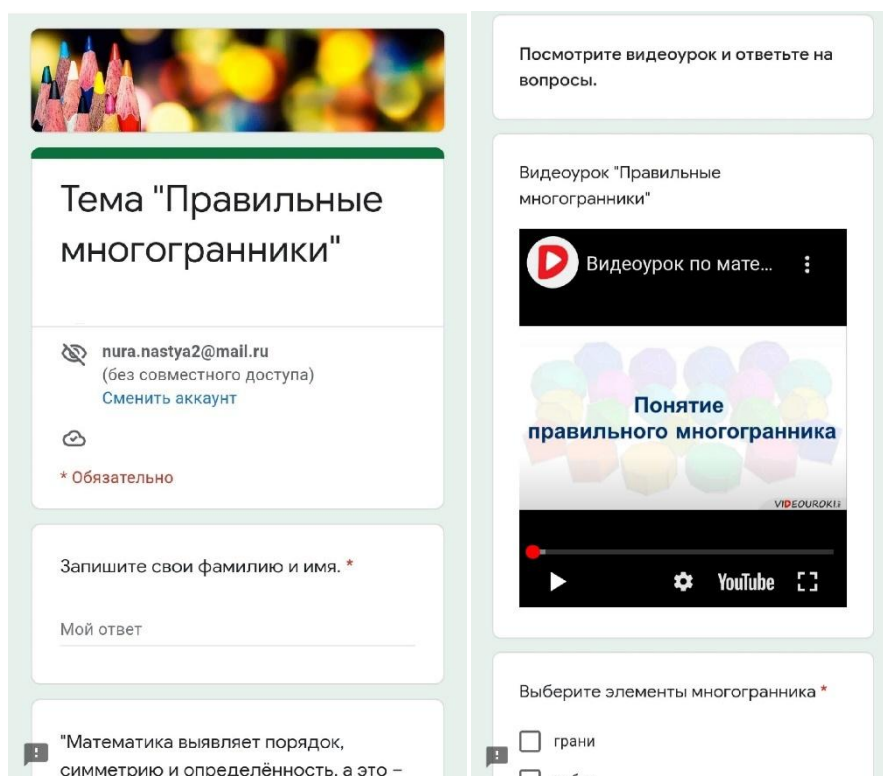 Тема "Правильные
многогранники"
nura.nastya2@mail.ru
(без совместного доступа)
Сменить аккаунт
* Обязательно
Запишите свои фамилию и имя. *
Мой ответ
"Математика выявляет порядок,
симметрию и определённость, а это –
Посмотрите видеоурок и ответьте на
вопросы.
Видеоурок "Правильные
многогранники"
Видеоурок по мате...
Понятие
правильного многогранника
VIDEOUROKI
YouTube
Выберите элементы многогранника *
грани